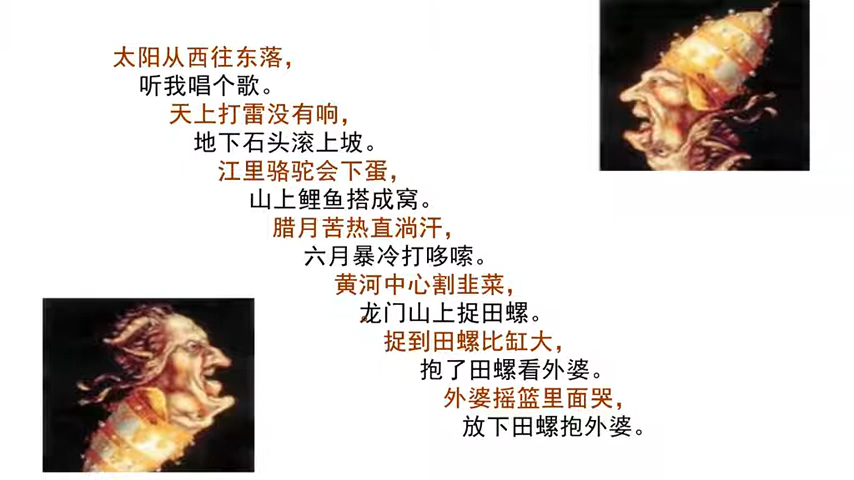 太阳从西往东落，
听我唱个歌。
天上打雷没有响，
地下石头滚上坡。
江里骆驼会下蛋，
山上鲤鱼搭成窝。
腊月苦热直淌汗，
六月暴冷打哆嗦。
黄河中心割韭菜，
龙门山上捉田螺。
捉到田螺比缸大，
抱了田螺看外婆。
外婆摇篮里面哭，
放下田螺抱外婆。